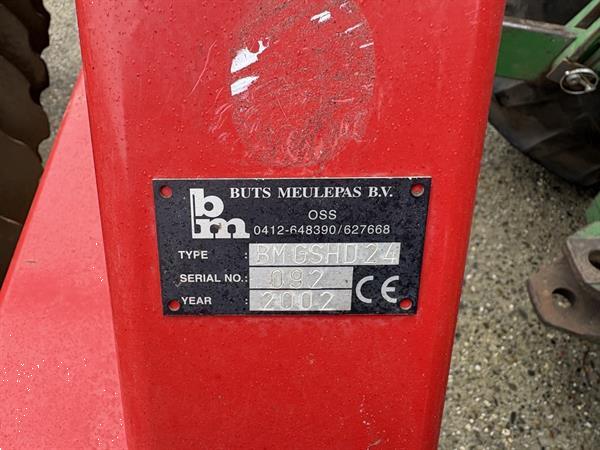 bm
BUTS MEULEPAS B.V.
OSS
0412-648390/627668
TYPE : BMGSHD24
SERIAL NO. : 092
YEAR : 2002 CE